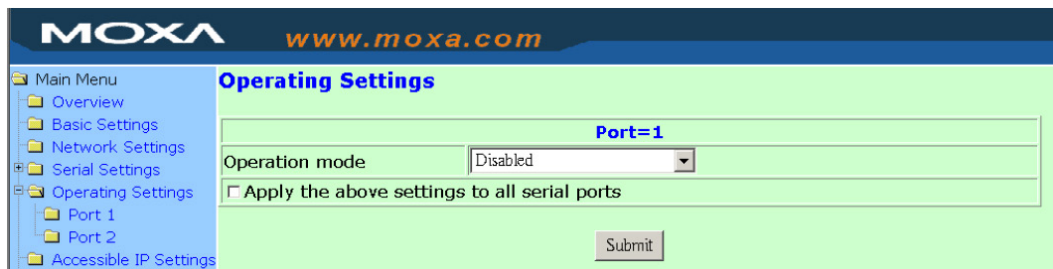 MOXA www.moxa.com
Main Menu
Overview
Basic Settings
Network Settings
Serial Settings
Operating Settings
Port 1
Port 2
Accessible IP Settings
Operating Settings
Port=1
Operation mode Disabled
Apply the above settings to all serial ports
Submit